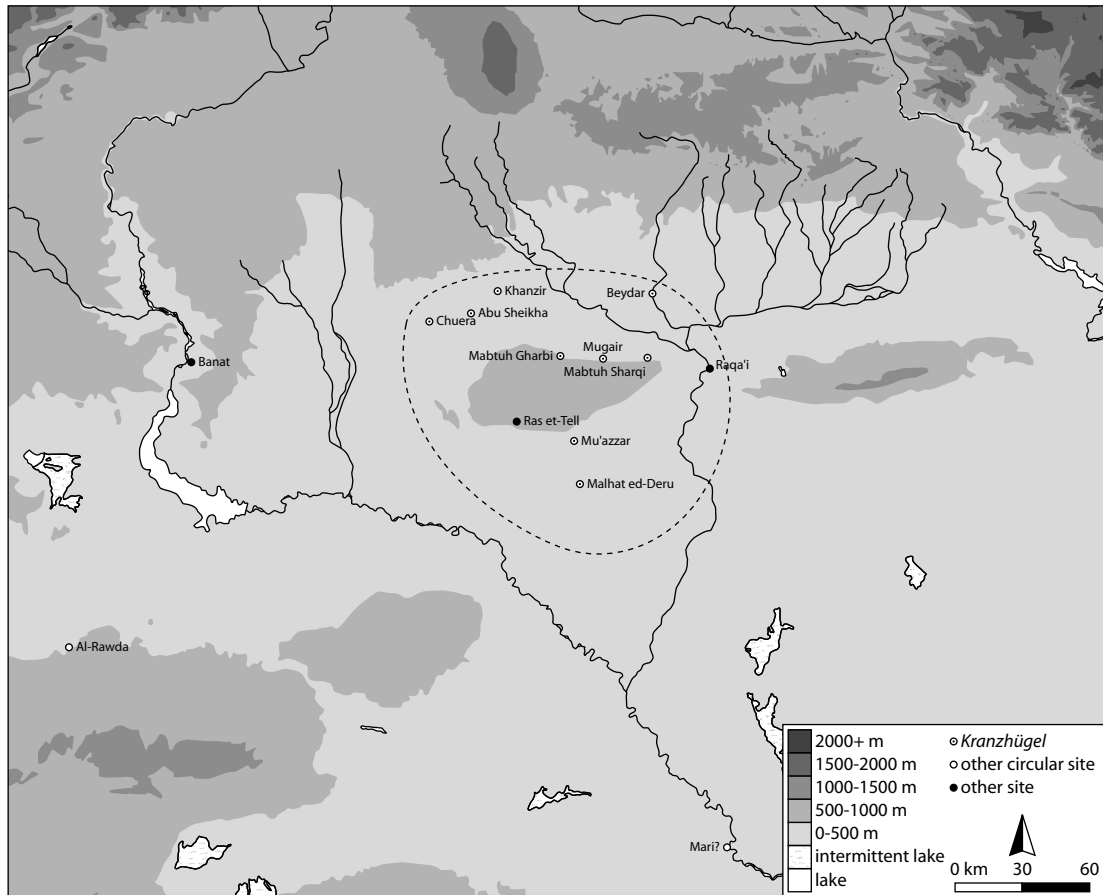 Khanzir
Beydar
Abu Sheikha
Chuera
Mugair
Mabtuh Gharbi
Banat
Raqa'i
Mabtuh Sharqi
Ras et-Tell
Mu'azzar
Malhat ed-Deru
Al-Rawda
Mari?
2000+ m
1500-2000 m
1000-1500 m
500-1000 m
0-500 m
intermittent lake
lake
Kranzhügel
other circular site
other site
0 km 30 60